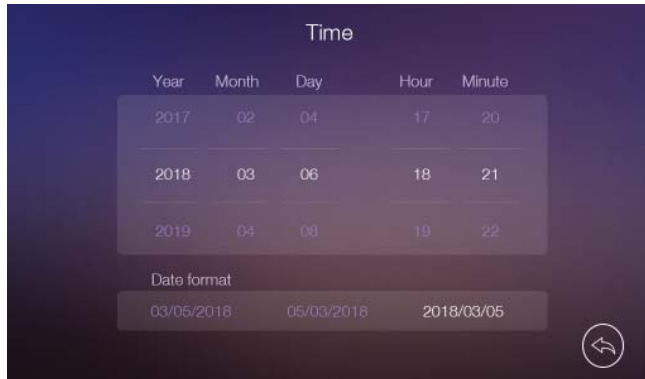 Time
Year Month Day Hour Minute
2017 02 04 17 20
2018 03 06 18 21
2019 04 08 19 22
Date format
03/05/2018 05/03/2018 2018/03/05